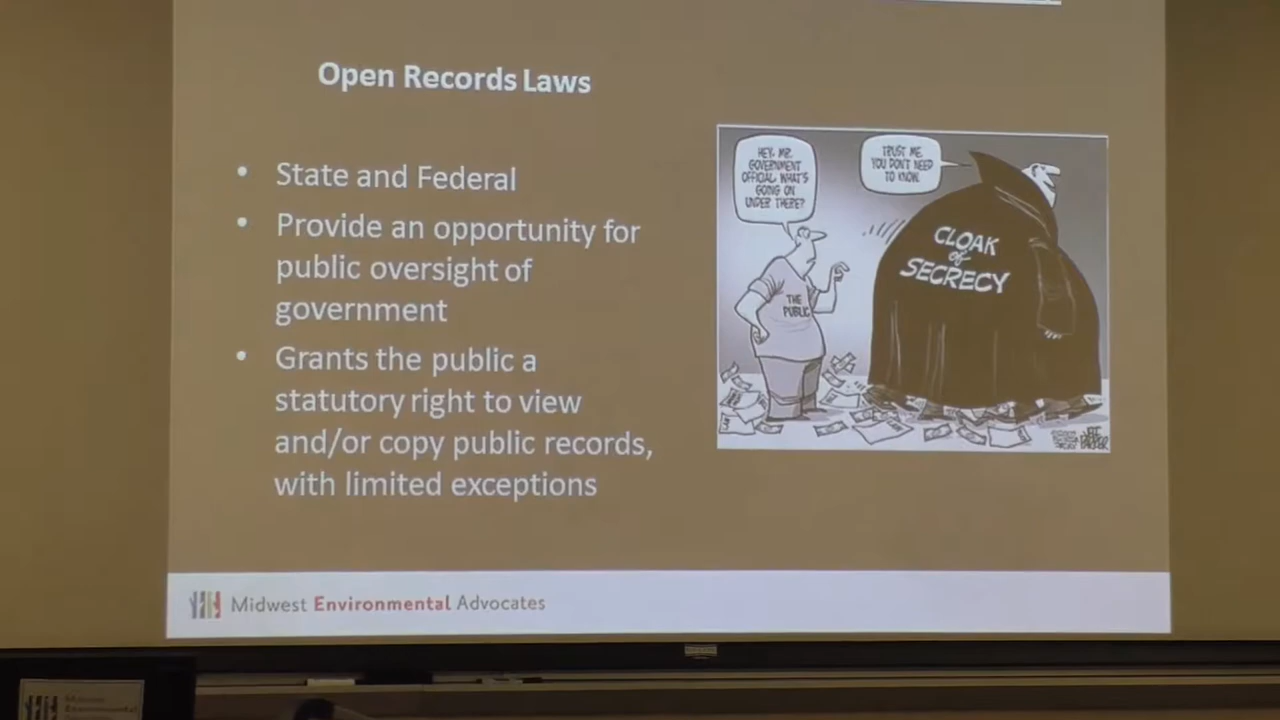 Open Records Laws
• State and Federal
• Provide an opportunity for
public oversight of
government
• Grants the public a
statutory right to view
and/or copy public records,
with limited exceptions
HEY, MR.
GOVERNMENT
OFFICIAL WHAT'S
GOING ON
UNDER THERE?
TRUST ME.
YOU DON'T NEED
TO KNOW.
CLOAK
of
SECRECY
THE
PUBLIC
Midwest Environmental Advocates
Midwest
Environmental